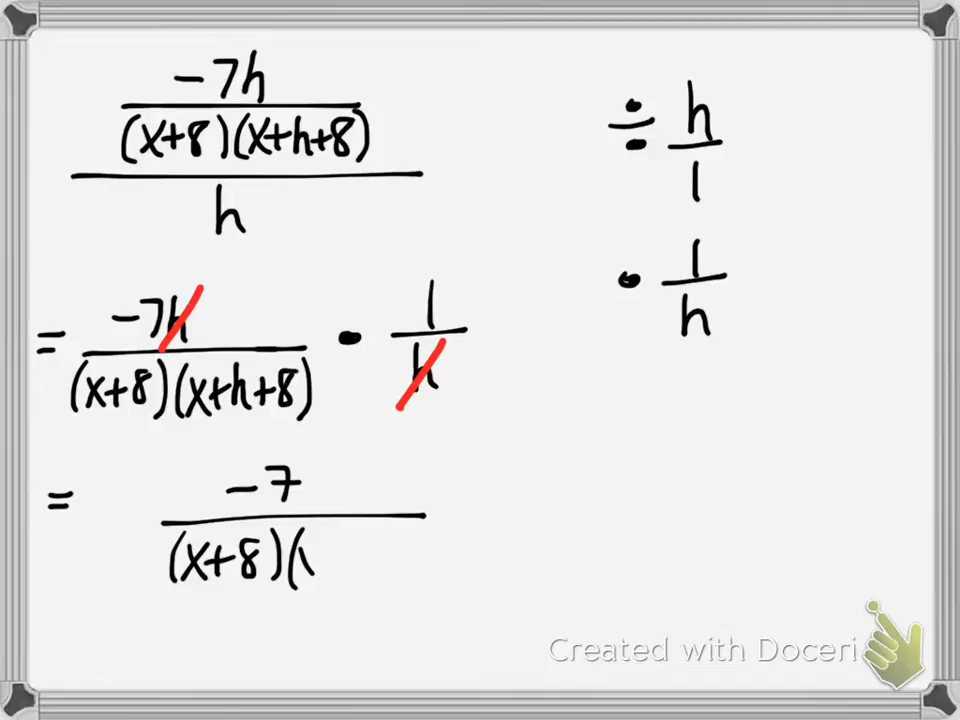 -7h
(x+8)(x+h+8)
h
÷ h
1
• 1
h
= -7h • 1
(x+8)(x+h+8) h
= -7
(x+8)(
Created with Doceri